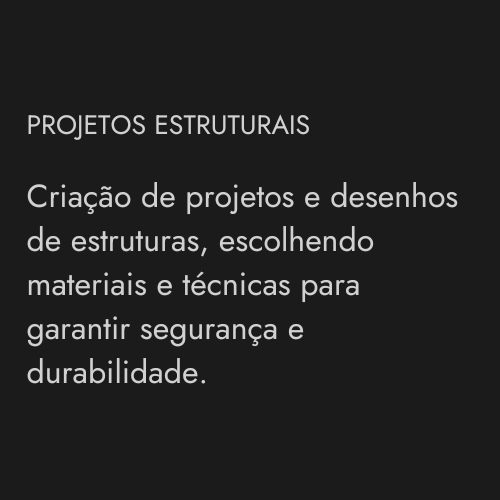 PROJETOS ESTRUTURAIS
Criação de projetos e desenhos
de estruturas, escolhendo
materiais e técnicas para
garantir segurança e
durabilidade.